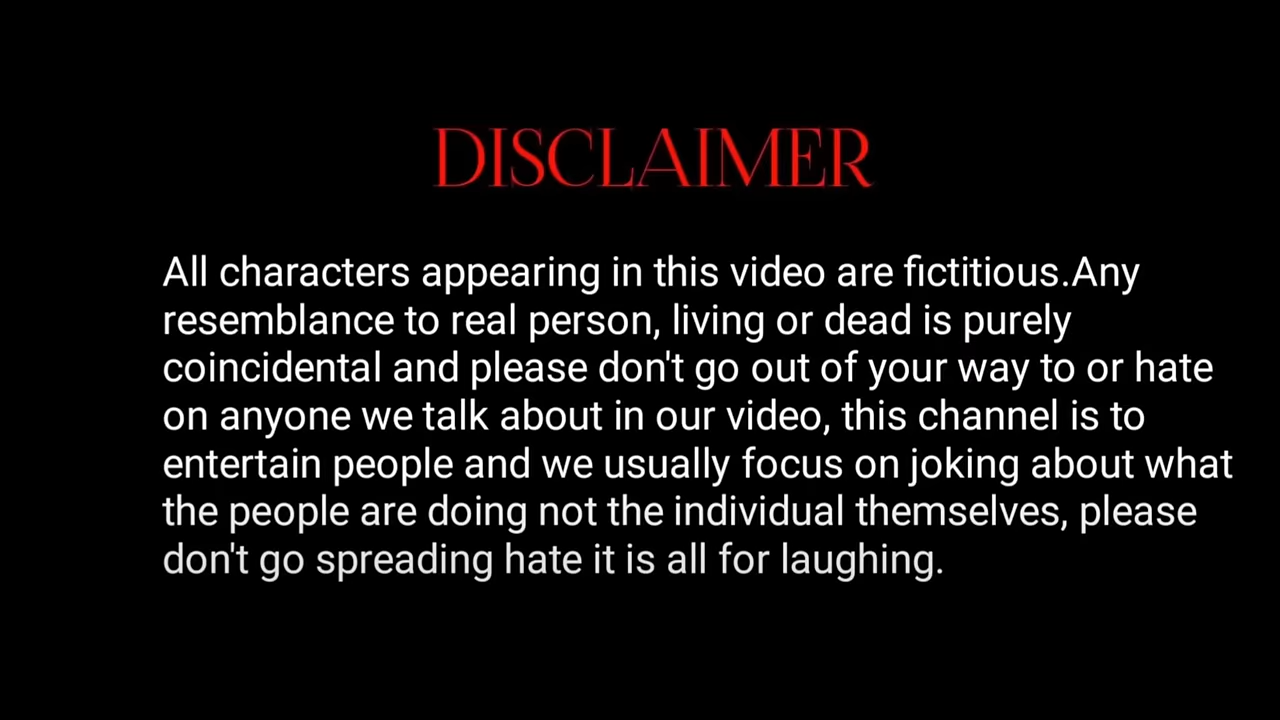 DISCLAIMER
All characters appearing in this video are fictitious.Any
resemblance to real person, living or dead is purely
coincidental and please don't go out of your way to or hate
on anyone we talk about in our video, this channel is to
entertain people and we usually focus on joking about what
the people are doing not the individual themselves, please
don't go spreading hate it is all for laughing.